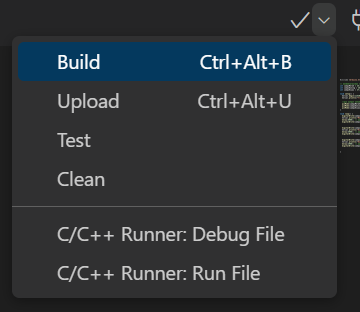 Build Ctrl+Alt+B
Upload Ctrl+Alt+U
Test
Clean
C/C++ Runner: Debug File
C/C++ Runner: Run File